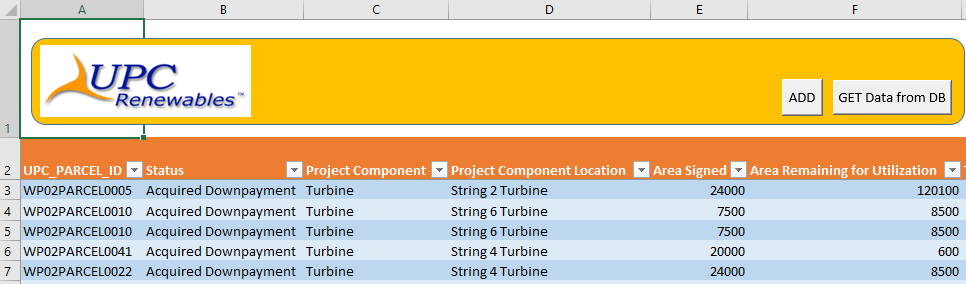 A B C D E F
UPC
Renewables™
ADD GET Data from DB
1
2 UPC_PARCEL_ID Status Project Component Project Component Location Area Signed Area Remaining for Utilization
3 WP02PARCEL0005 Acquired Downpayment Turbine String 2 Turbine 24000 120100
4 WP02PARCEL0010 Acquired Downpayment Turbine String 6 Turbine 7500 8500
5 WP02PARCEL0010 Acquired Downpayment Turbine String 6 Turbine 7500 8500
6 WP02PARCEL0041 Acquired Downpayment Turbine String 4 Turbine 20000 600
7 WP02PARCEL0022 Acquired Downpayment Turbine String 4 Turbine 24000 8500